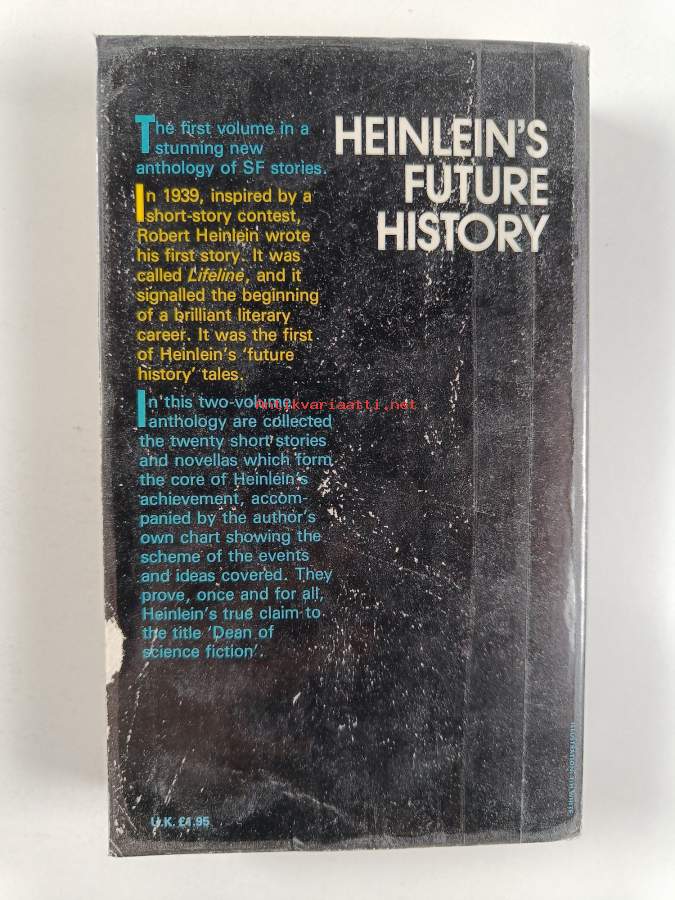 The first volume in a
stunning new
anthology of SF stories.
In 1939, inspired by a
short-story contest,
Robert Heinlein wrote
his first story. It was
called Lifeline, and it
signalled the beginning
of a brilliant literary
career. It was the first
of Heinlein's 'future
history' tales.
In this two-volume
anthology are collected
the twenty short stories
and novellas which form
the core of Heinlein's
achievement, accom-
panied by the author's
own chart showing the
scheme of the events
and ideas covered. They
prove, once and for all,
Heinlein's true claim to
the title 'Dean of
science fiction'.
HEINLEIN'S
FUTURE
HISTORY
Antykvariaatti.net
U.K. £1.95
ILLUSTRATION: TIM WHITE